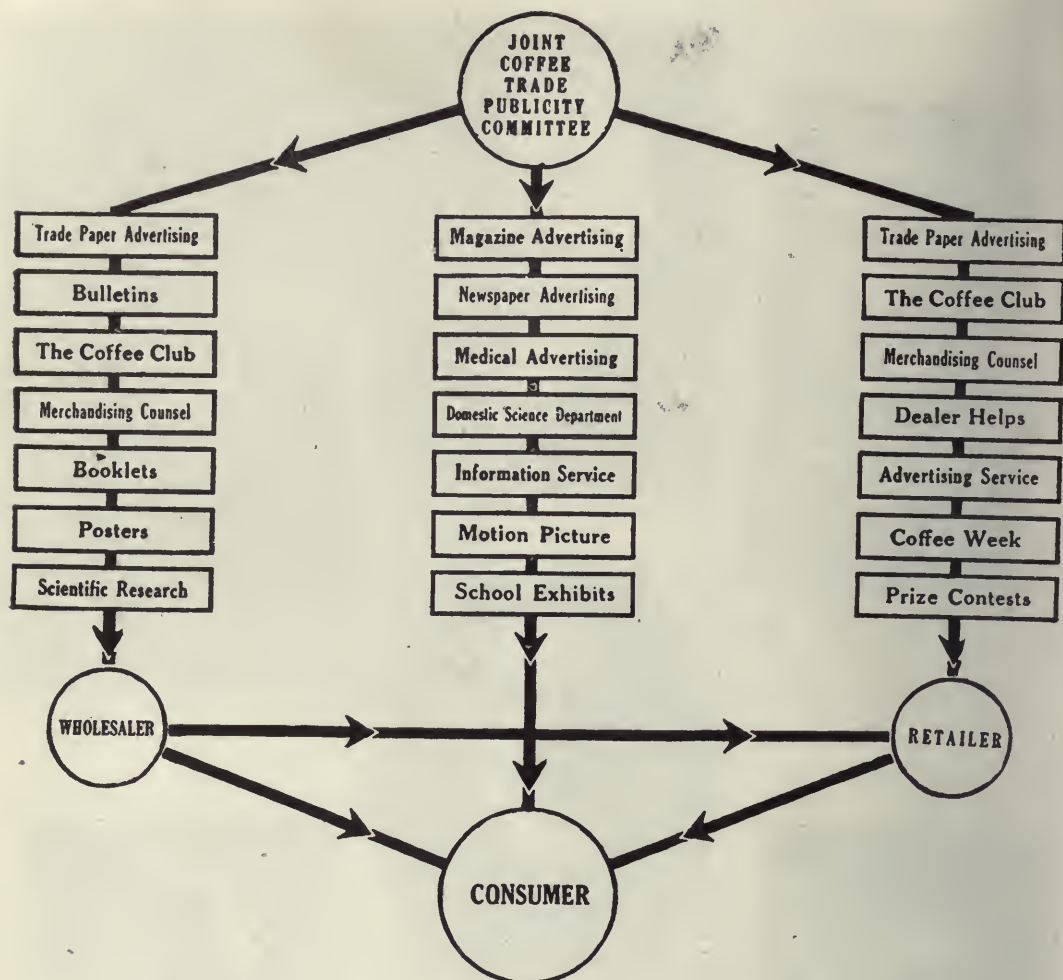 JOINT
COFFEE
TRADE
PUBLICITY
COMMITTEE
Trade Paper Advertising
Bulletins
The Coffee Club
Merchandising Counsel
Booklets
Posters
Scientific Research
WHOLESALER
Magazine Advertising
Newspaper Advertising
Medical Advertising
Domestic Science Department
Information Service
Motion Picture
School Exhibits
Trade Paper Advertising
The Coffee Club
Merchandising Counsel
Dealer Helps
Advertising Service
Coffee Week
Prize Contests
RETAILER
CONSUMER